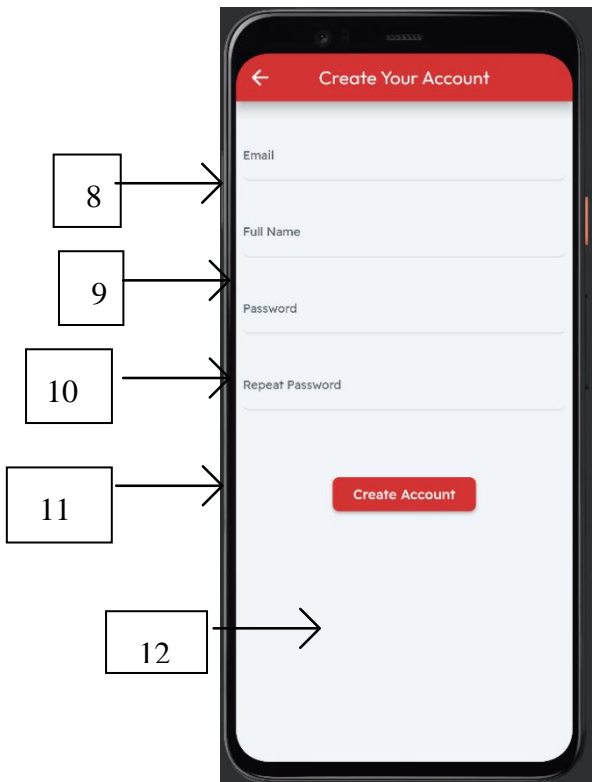 Create Your Account
Email
8
Full Name
9
Password
10
Repeat Password
11
Create Account
12